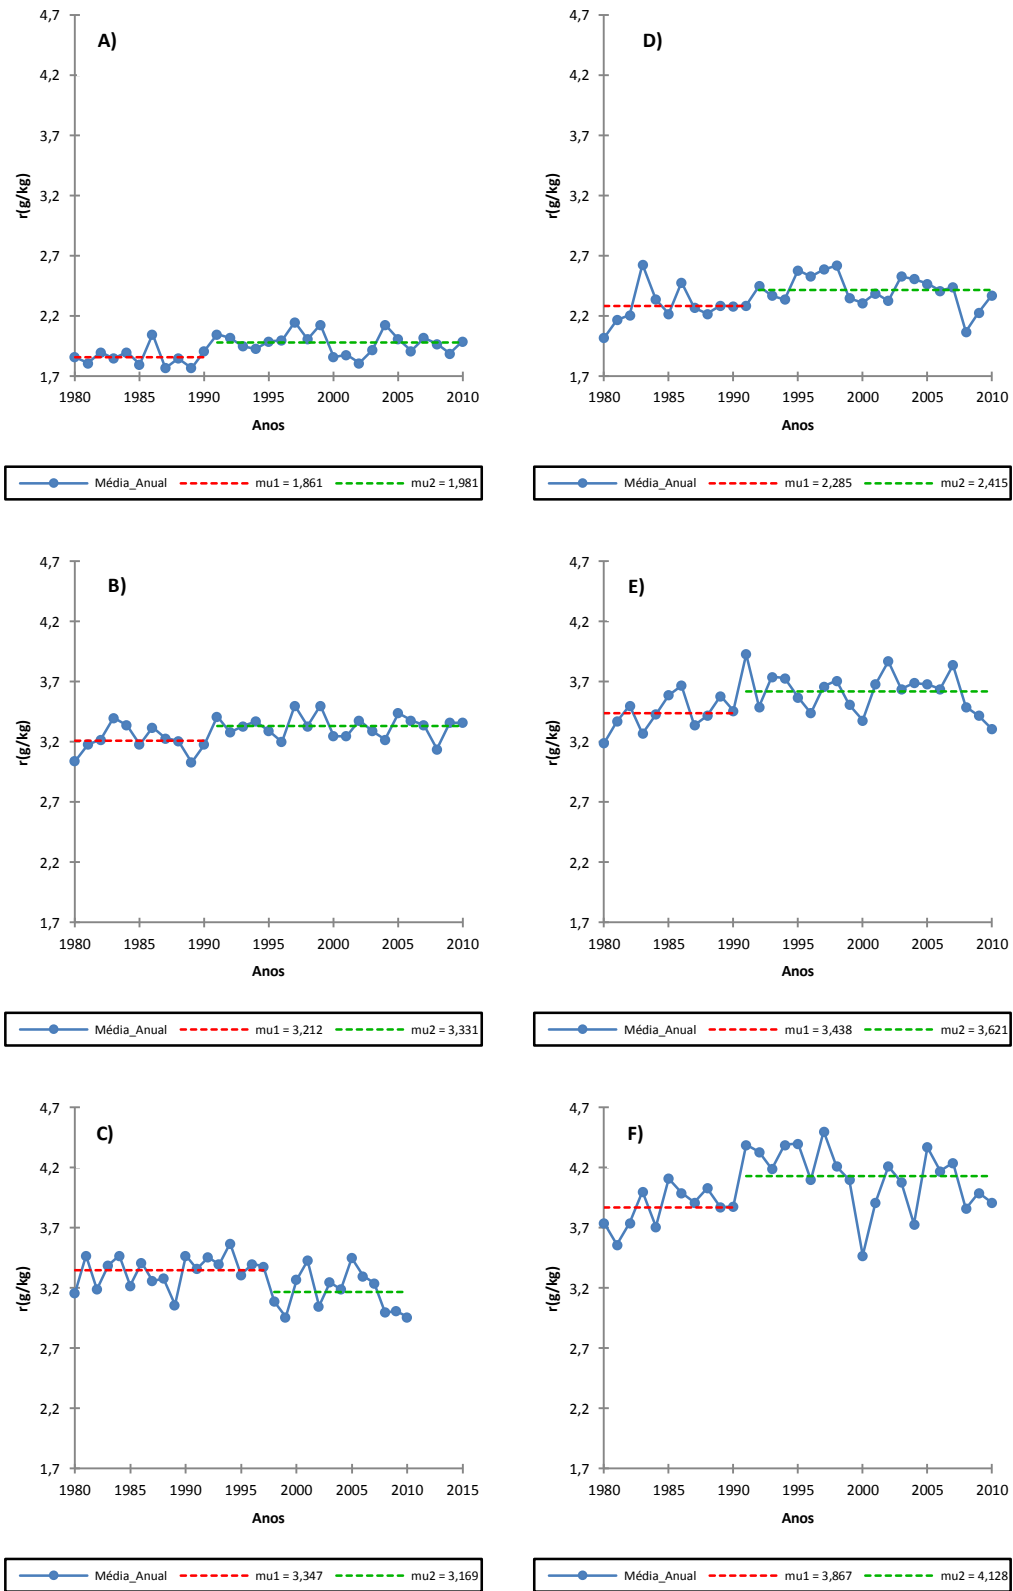 A)
4,7
4,2
3,7
3,2
2,7
2,2
1,7
r(g/kg)
1980 1985 1990 1995 2000 2005 2010
Anos
Média_Anual mu1 = 1,861 mu2 = 1,981
D)
4,7
4,2
3,7
3,2
2,7
2,2
1,7
r(g/kg)
1980 1985 1990 1995 2000 2005 2010
Anos
Média_Anual mu1 = 2,285 mu2 = 2,415
B)
4,7
4,2
3,7
3,2
2,7
2,2
1,7
r(g/kg)
1980 1985 1990 1995 2000 2005 2010
Anos
Média_Anual mu1 = 3,212 mu2 = 3,331
E)
4,7
4,2
3,7
3,2
2,7
2,2
1,7
r(g/kg)
1980 1985 1990 1995 2000 2005 2010
Anos
Média_Anual mu1 = 3,438 mu2 = 3,621
C)
4,7
4,2
3,7
3,2
2,7
2,2
1,7
r(g/kg)
1980 1985 1990 1995 2000 2005 2010 2015
Anos
Média_Anual mu1 = 3,347 mu2 = 3,169
F)
4,7
4,2
3,7
3,2
2,7
2,2
1,7
r(g/kg)
1980 1985 1990 1995 2000 2005 2010
Anos
Média_Anual mu1 = 3,867 mu2 = 4,128